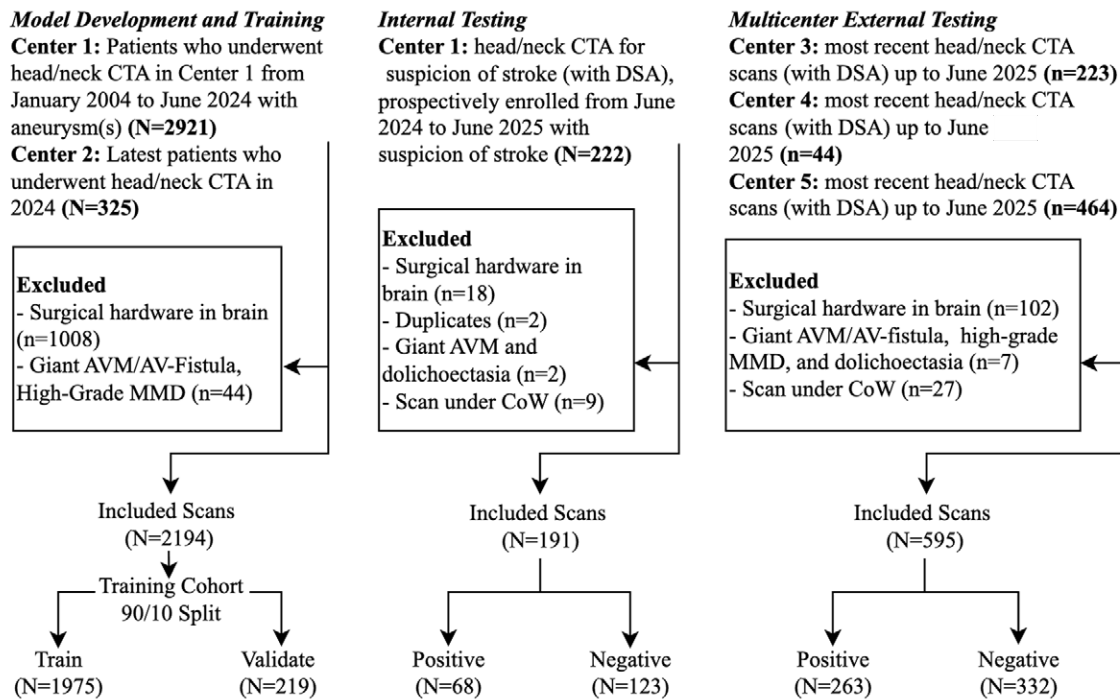 Model Development and Training
Center 1: Patients who underwent
head/neck CTA in Center 1 from
January 2004 to June 2024 with
aneurysm(s) (N=2921)
Center 2: Latest patients who
underwent head/neck CTA in
2024 (N=325)
Excluded
- Surgical hardware in brain
(n=1008)
- Giant AVM/AV-Fistula,
High-Grade MMD (n=44)
Included Scans
(N=2194)
Training Cohort
90/10 Split
Train
(N=1975)
Validate
(N=219)
Internal Testing
Center 1: head/neck CTA for
suspicion of stroke (with DSA),
prospectively enrolled from June
2024 to June 2025 with
suspicion of stroke (N=222)
Excluded
- Surgical hardware in
brain (n=18)
- Duplicates (n=2)
- Giant AVM and
dolichoectasia (n=2)
- Scan under CoW (n=9)
Included Scans
(N=191)
Positive
(N=68)
Negative
(N=123)
Multicenter External Testing
Center 3: most recent head/neck CTA
scans (with DSA) up to June 2025 (n=223)
Center 4: most recent head/neck CTA
scans (with DSA) up to June
2025 (n=44)
Center 5: most recent head/neck CTA
scans (with DSA) up to June 2025 (n=464)
Excluded
- Surgical hardware in brain (n=102)
- Giant AVM/AV-fistula, high-grade
MMD, and dolichoectasia (n=7)
- Scan under CoW (n=27)
Included Scans
(N=595)
Positive
(N=263)
Negative
(N=332)